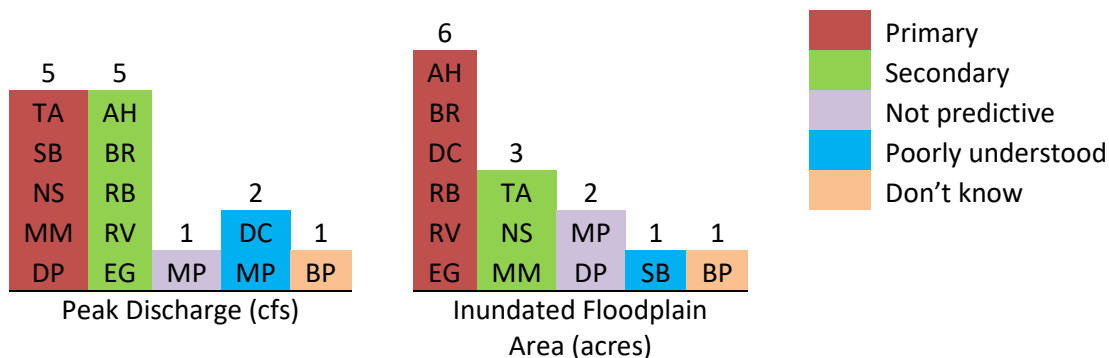 5 5
TA AH
SB BR
NS RB
2
MM RV 1 DC 1
DP EG MP MP BP
Peak Discharge (cfs)
6
AH
BR
DC 3
RB TA 2
RV NS MP 1 1
EG MM DP SB BP
Inundated Floodplain
Area (acres)
Primary
Secondary
Not predictive
Poorly understood
Don’t know